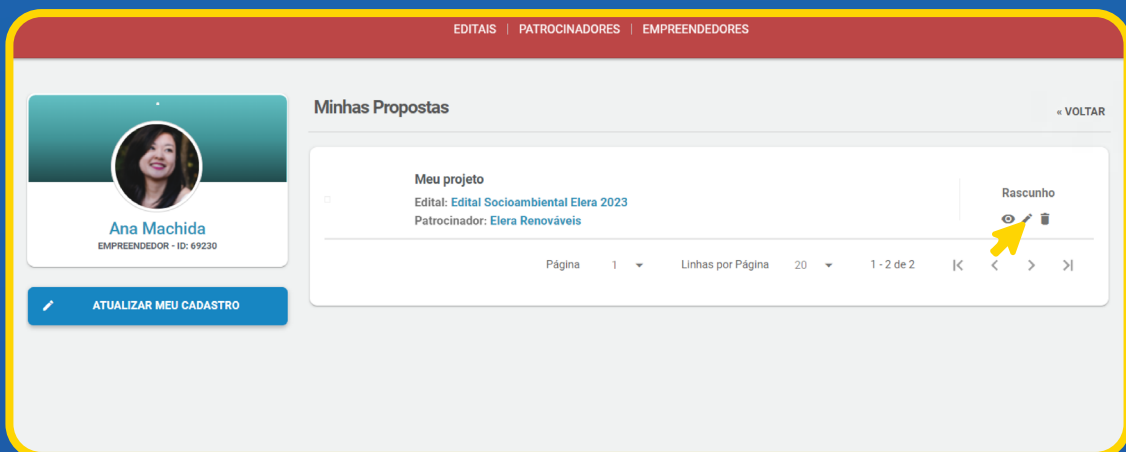 EDITAIS | PATROCINADORES | EMPREENDEDORES
Minhas Propostas
« VOLTAR
Ana Machida
EMPREENDEDOR - ID: 69230
ATUALIZAR MEU CADASTRO
Meu projeto
Edital: Edital Socioambiental Elera 2023
Patrocinador: Elera Renováveis
Rascunho
Página 1 Linhas por Página 20 1 - 2 de 2